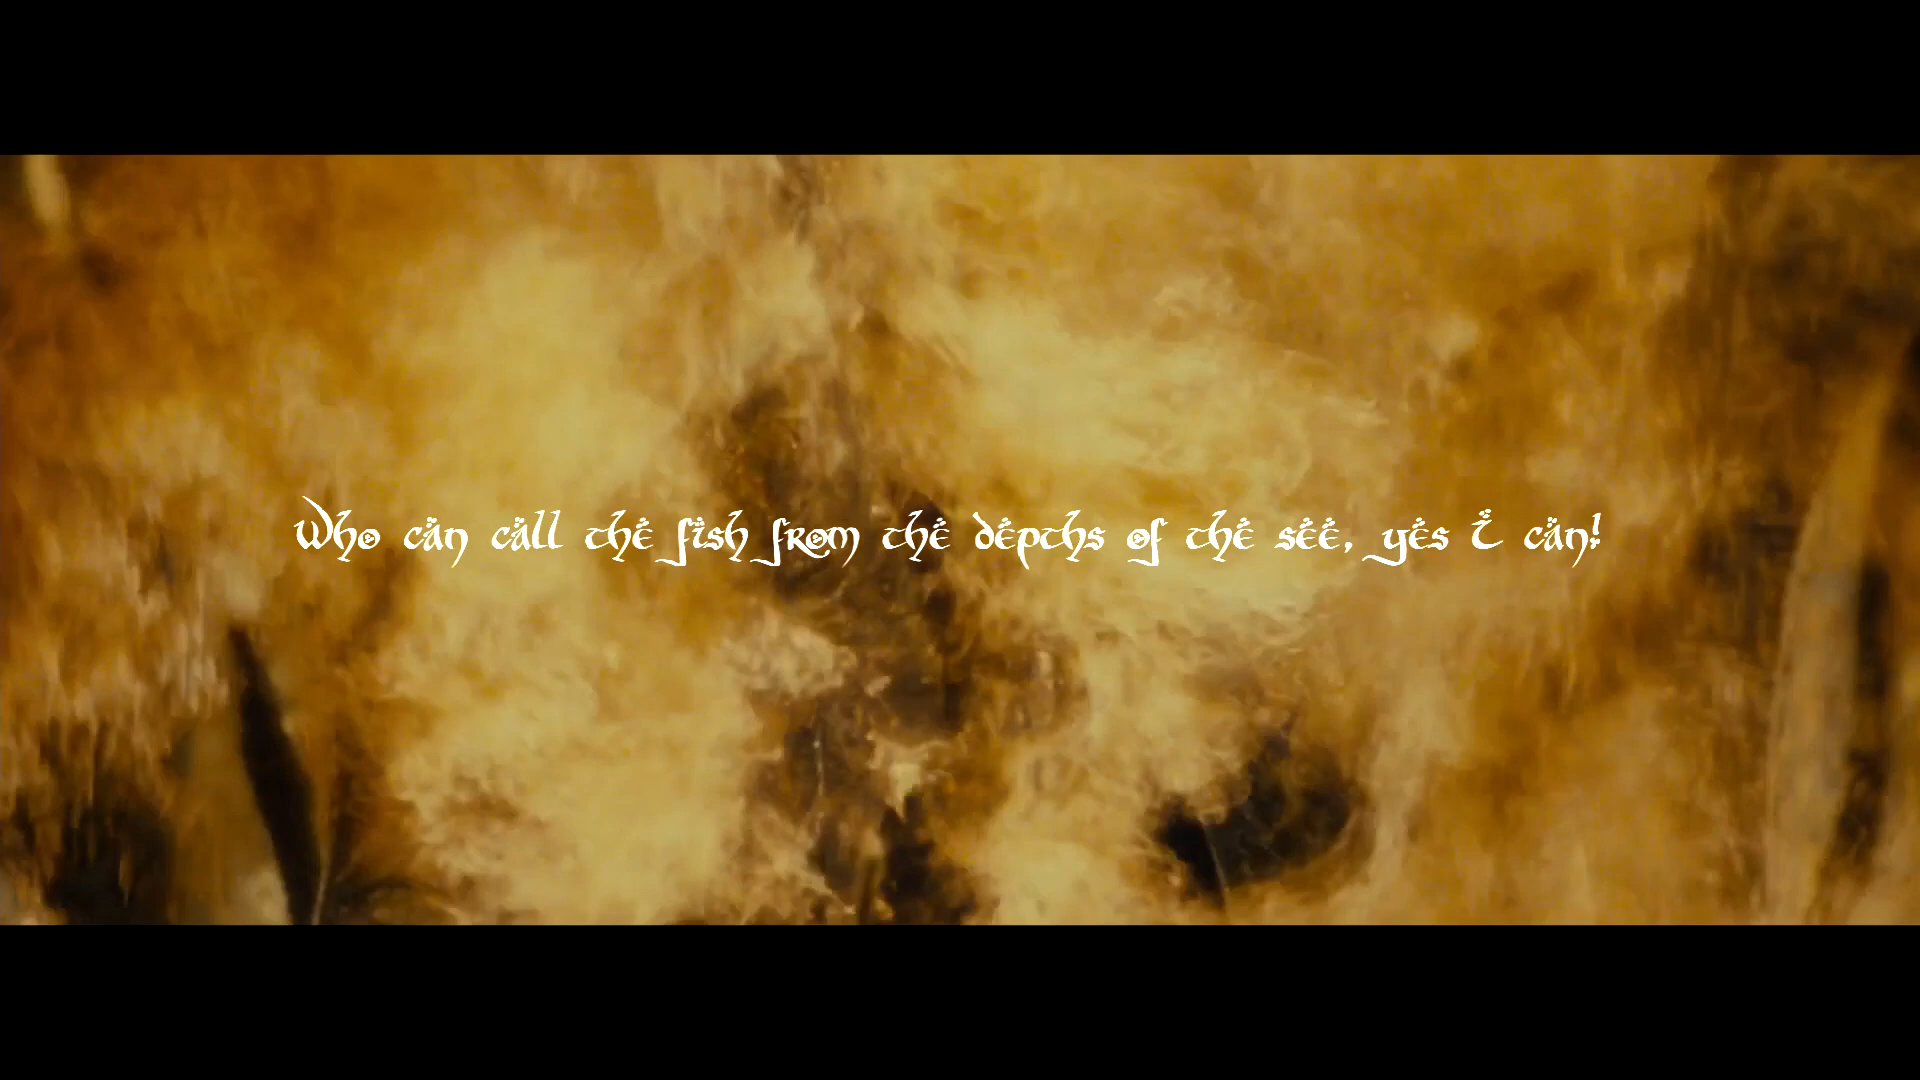 Who can call the fish from the depths of the see, yes I can!